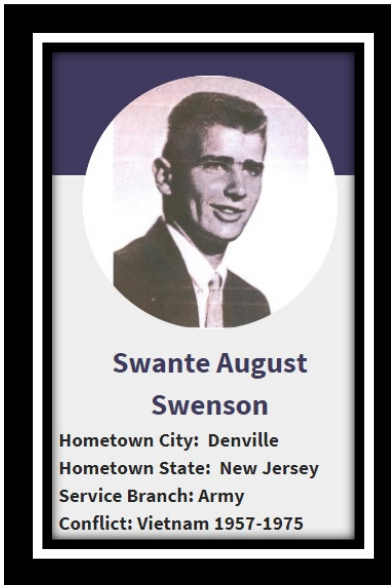 Swante August
Swenson
Hometown City: Denville
Hometown State: New Jersey
Service Branch: Army
Conflict: Vietnam 1957-1975